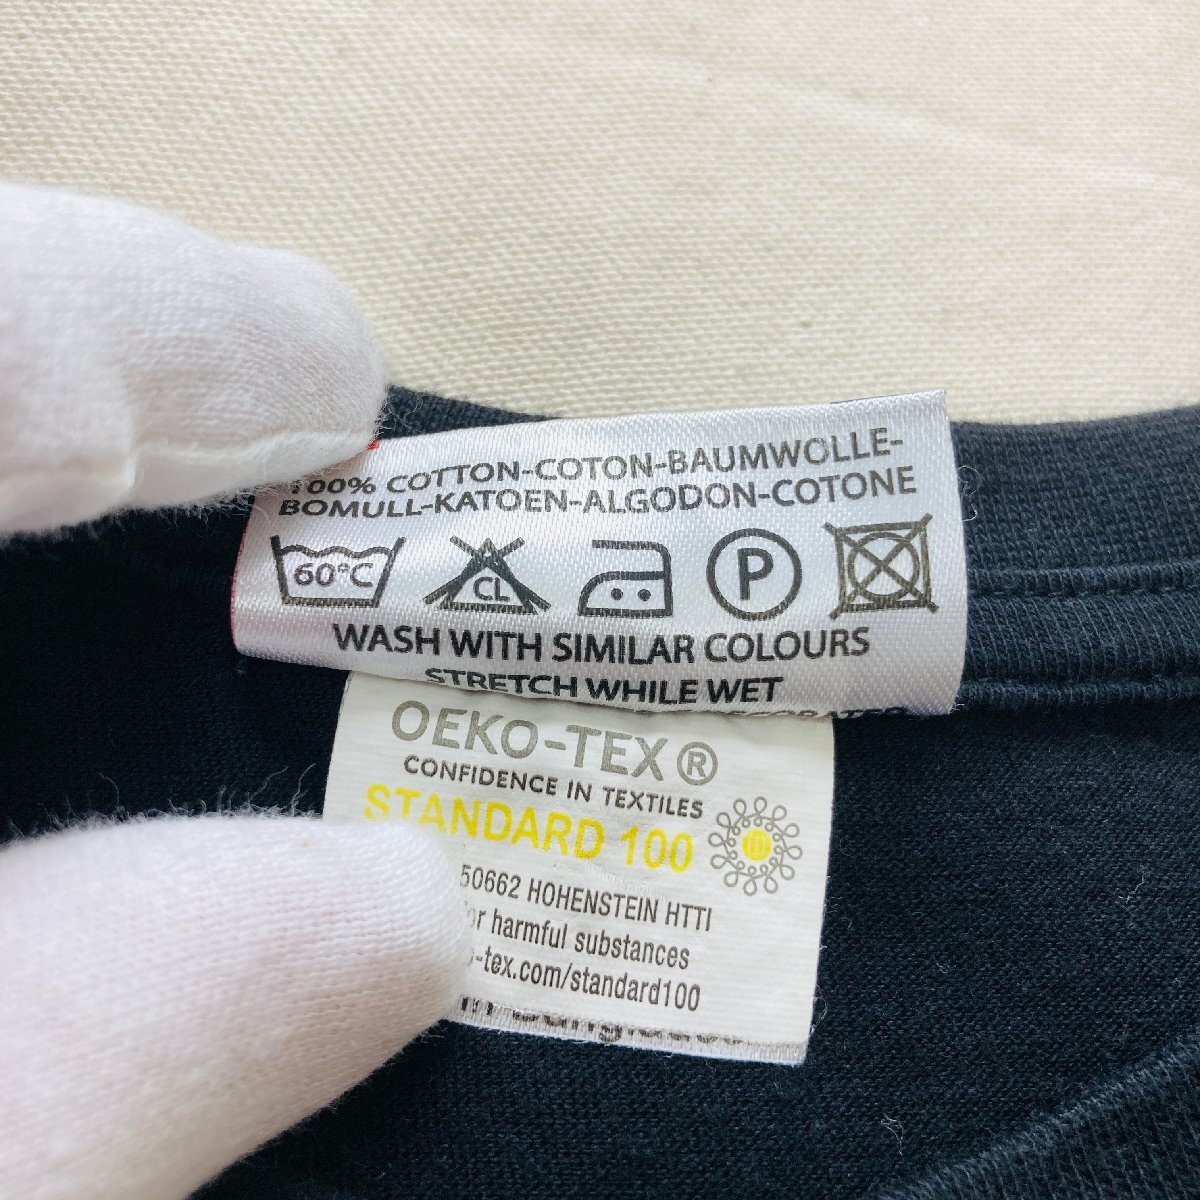 100% COTTON-COTON-BAUMWOLLE-
BOMULL-KATOEN-ALGODON-COTONE
60°C CL P
WASH WITH SIMILAR COLOURS
STRETCH WHILE WET
OEKO-TEX®
CONFIDENCE IN TEXTILES
STANDARD 100
50662 HOHENSTEIN HTTI
harmful substances
-tex.com/standard100